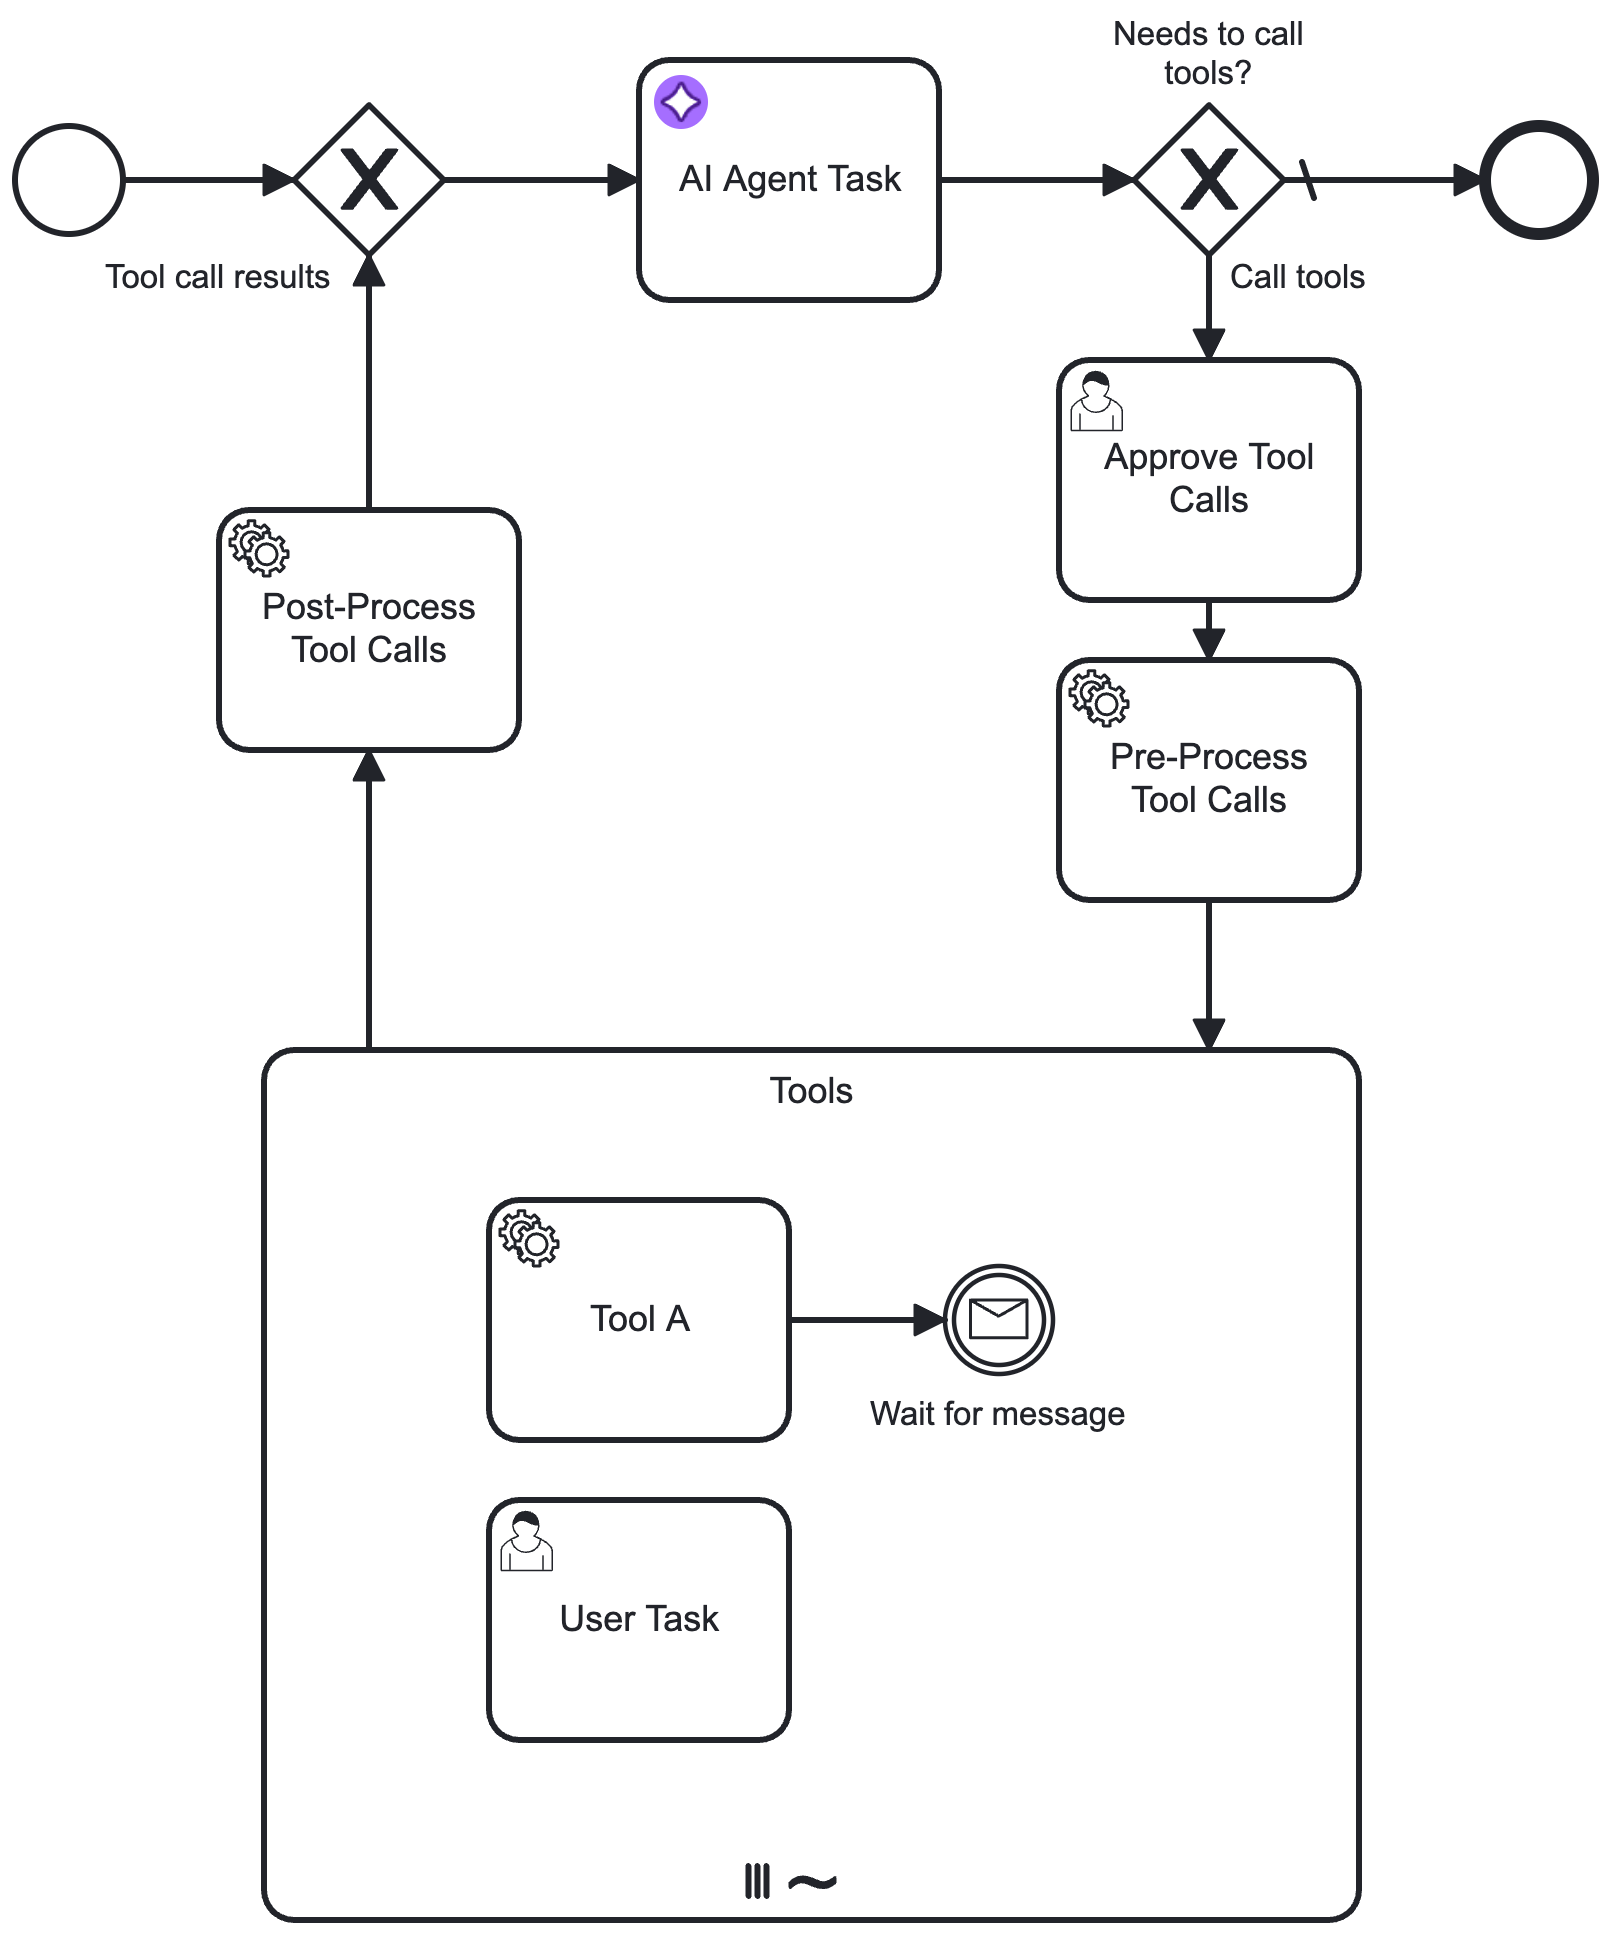 Needs to call
tools?
AI Agent Task
Tool call results
Call tools
Approve Tool
Calls
Post-Process
Tool Calls
Pre-Process
Tool Calls
Tools
Tool A
Wait for message
User Task